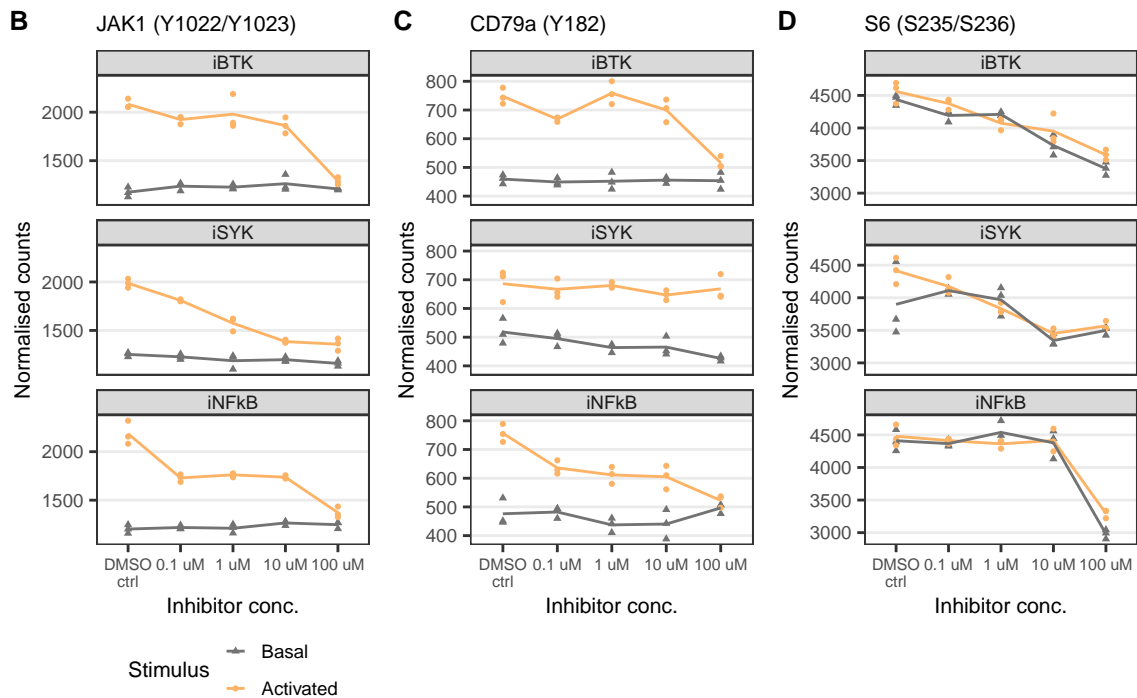 B JAK1 (Y1022/Y1023)
Normalised counts
iBTK
2000
1500
iSYK
2000
1500
iNFkB
2000
1500
DMSO ctrl 0.1 uM 1 uM 10 uM 100 uM
Inhibitor conc.
C CD79a (Y182)
Normalised counts
iBTK
800
700
600
500
400
iSYK
800
700
600
500
400
iNFkB
800
700
600
500
400
DMSO ctrl 0.1 uM 1 uM 10 uM 100 uM
Inhibitor conc.
D S6 (S235/S236)
Normalised counts
iBTK
4500
4000
3500
3000
iSYK
4500
4000
3500
3000
iNFkB
4500
4000
3500
3000
DMSO ctrl 0.1 uM 1 uM 10 uM 100 uM
Inhibitor conc.
Stimulus
Basal
Activated